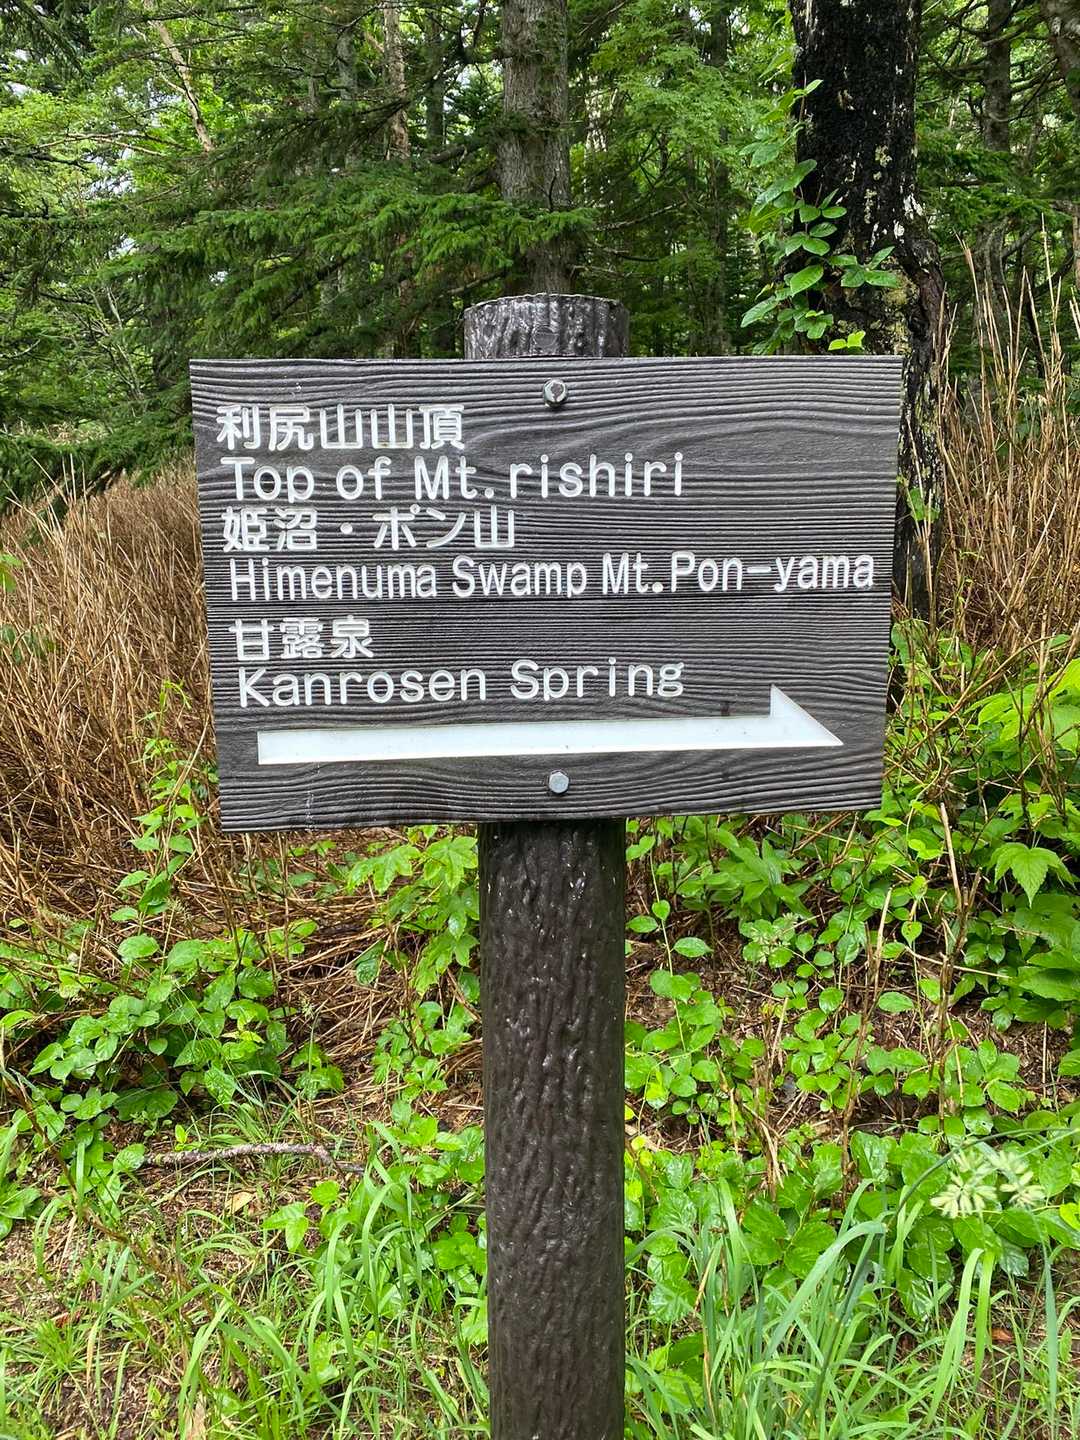 利尻山山頂
Top of Mt.rishiri
姫沼・ポン山
Himenuma Swamp Mt.Pon-yama
甘露泉
Kanrosen Spring